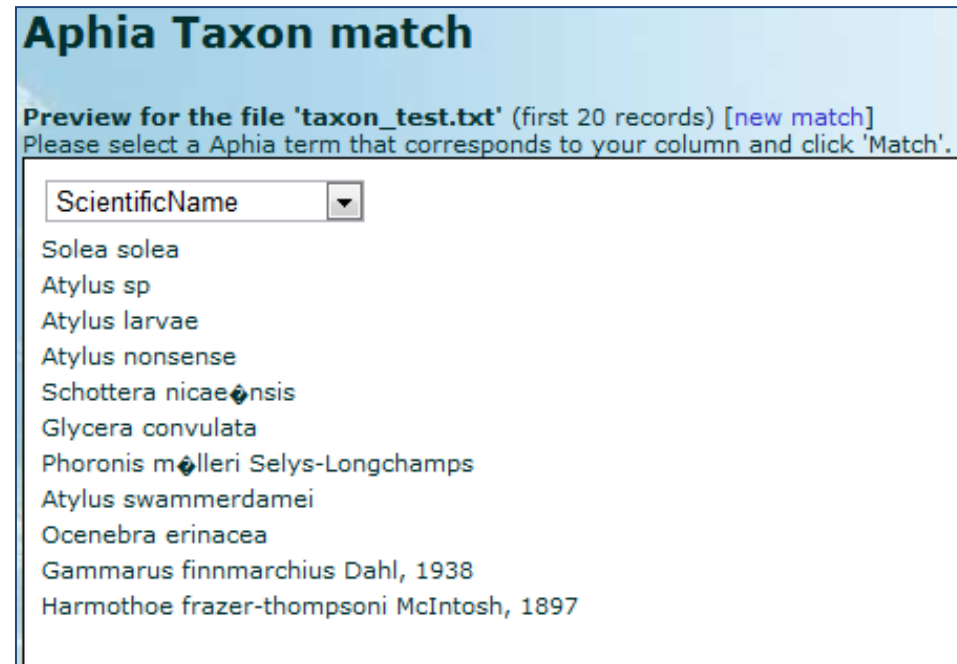 Aphia Taxon match
Preview for the file 'taxon_test.txt' (first 20 records) [new match]
Please select a Aphia term that corresponds to your column and click 'Match'.
ScientificName
Solea solea
Atylus sp
Atylus larvae
Atylus nonsense
Schottera nicae�nsis
Glycera convulata
Phoronis m�lleri Selys-Longchamps
Atylus swammerdamei
Ocenebra erinacea
Gammarus finnmarchius Dahl, 1938
Harmothoe frazer-thompsoni McIntosh, 1897